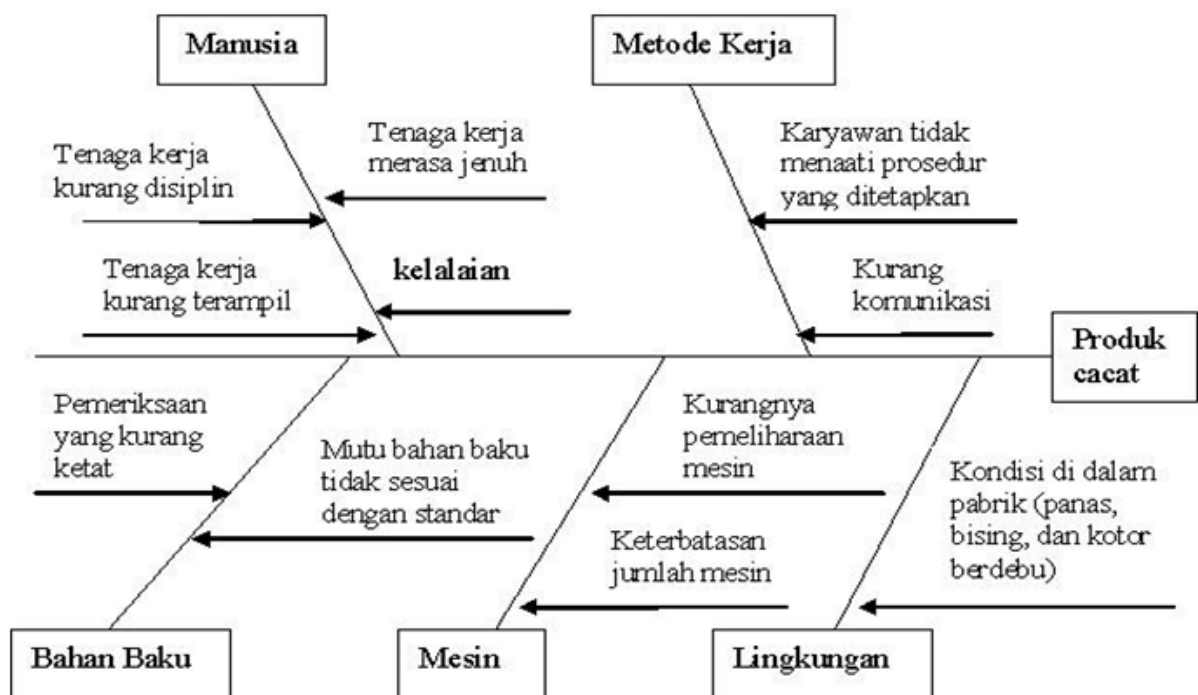 Manusia
Metode Kerja
Tenaga kerja
kurang disiplin
Tenaga kerja
merasa jenuh
Karyawan tidak
menaati prosedur
yang ditetapkan
Tenaga kerja
kurang terampil
kelalaian
Kurang
komunikasi
Produk
cacat
Pemeriksaan
yang kurang
ketat
Mutu bahan baku
tidak sesuai
dengan standar
Kurangnya
pemeliharaan
mesin
Keterbatasan
jumlah mesin
Kondisi di dalam
pabrik (panas,
bising, dan kotor
berdebu)
Bahan Baku
Mesin
Lingkungan